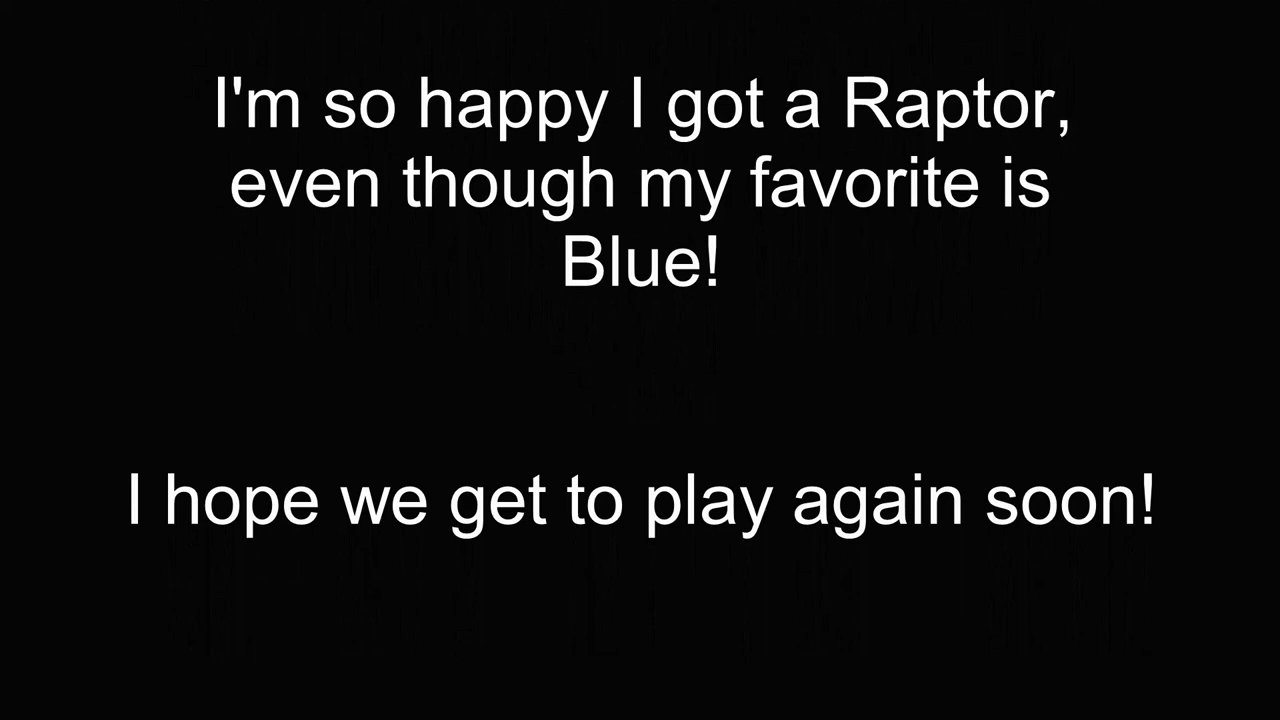 I'm so happy I got a Raptor,
even though my favorite is
Blue!
I hope we get to play again soon!